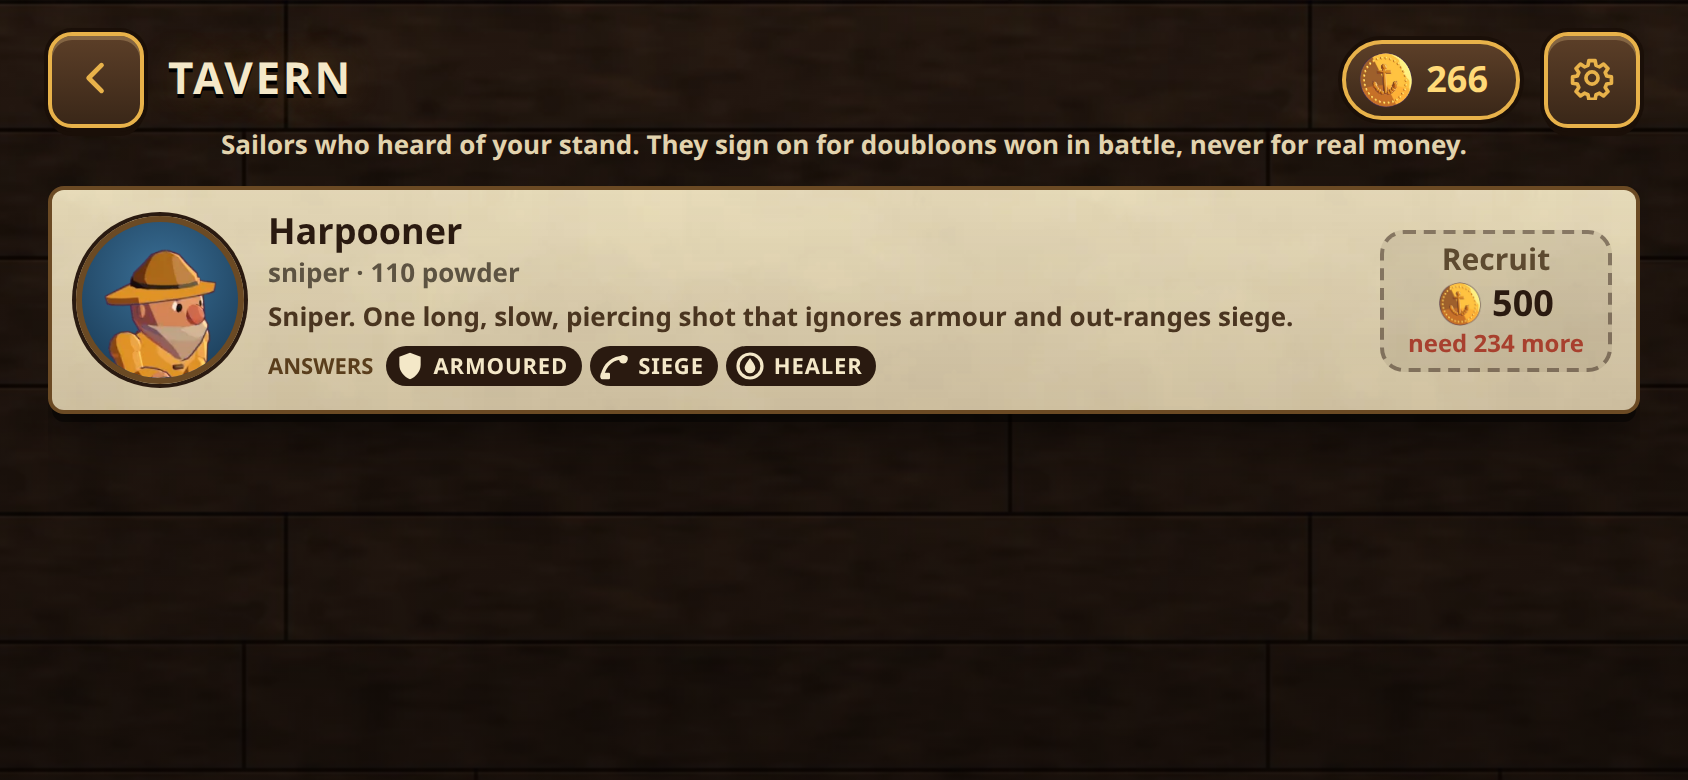 TAVERN
266
Sailors who heard of your stand. They sign on for doubloons won in battle, never for real money.
Harpooner
sniper · 110 powder
Sniper. One long, slow, piercing shot that ignores armour and out-ranges siege.
ANSWERS ARMOURED SIEGE HEALER
Recruit
500
need 234 more